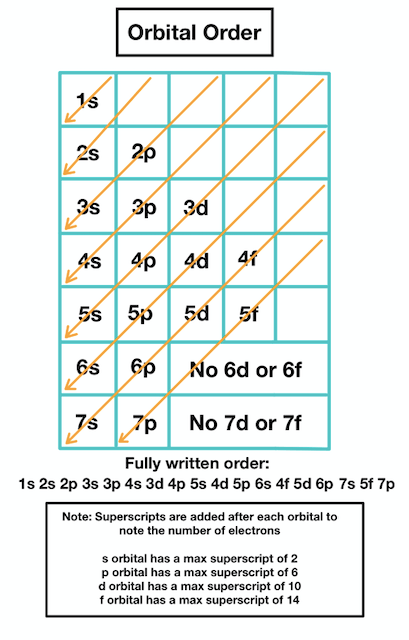 Orbital Order
1s
2s 2p
3s 3p 3d
4s 4p 4d 4f
5s 5p 5d 5f
6s 6p No 6d or 6f
7s 7p No 7d or 7f
Fully written order:
1s 2s 2p 3s 3p 4s 3d 4p 5s 4d 5p 6s 4f 5d 6p 7s 5f 7p
Note: Superscripts are added after each orbital to
note the number of electrons
s orbital has a max superscript of 2
p orbital has a max superscript of 6
d orbital has a max superscript of 10
f orbital has a max superscript of 14